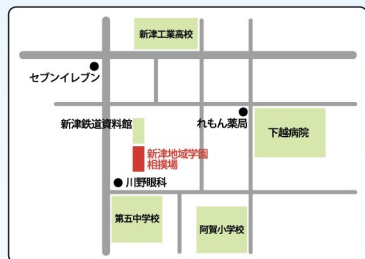 新津工業高校
セブンイレブン
新津鉄道資料館
れもん薬局
下越病院
新津地域学園
相撲場
川野眼科
第五中学校
阿賀小学校